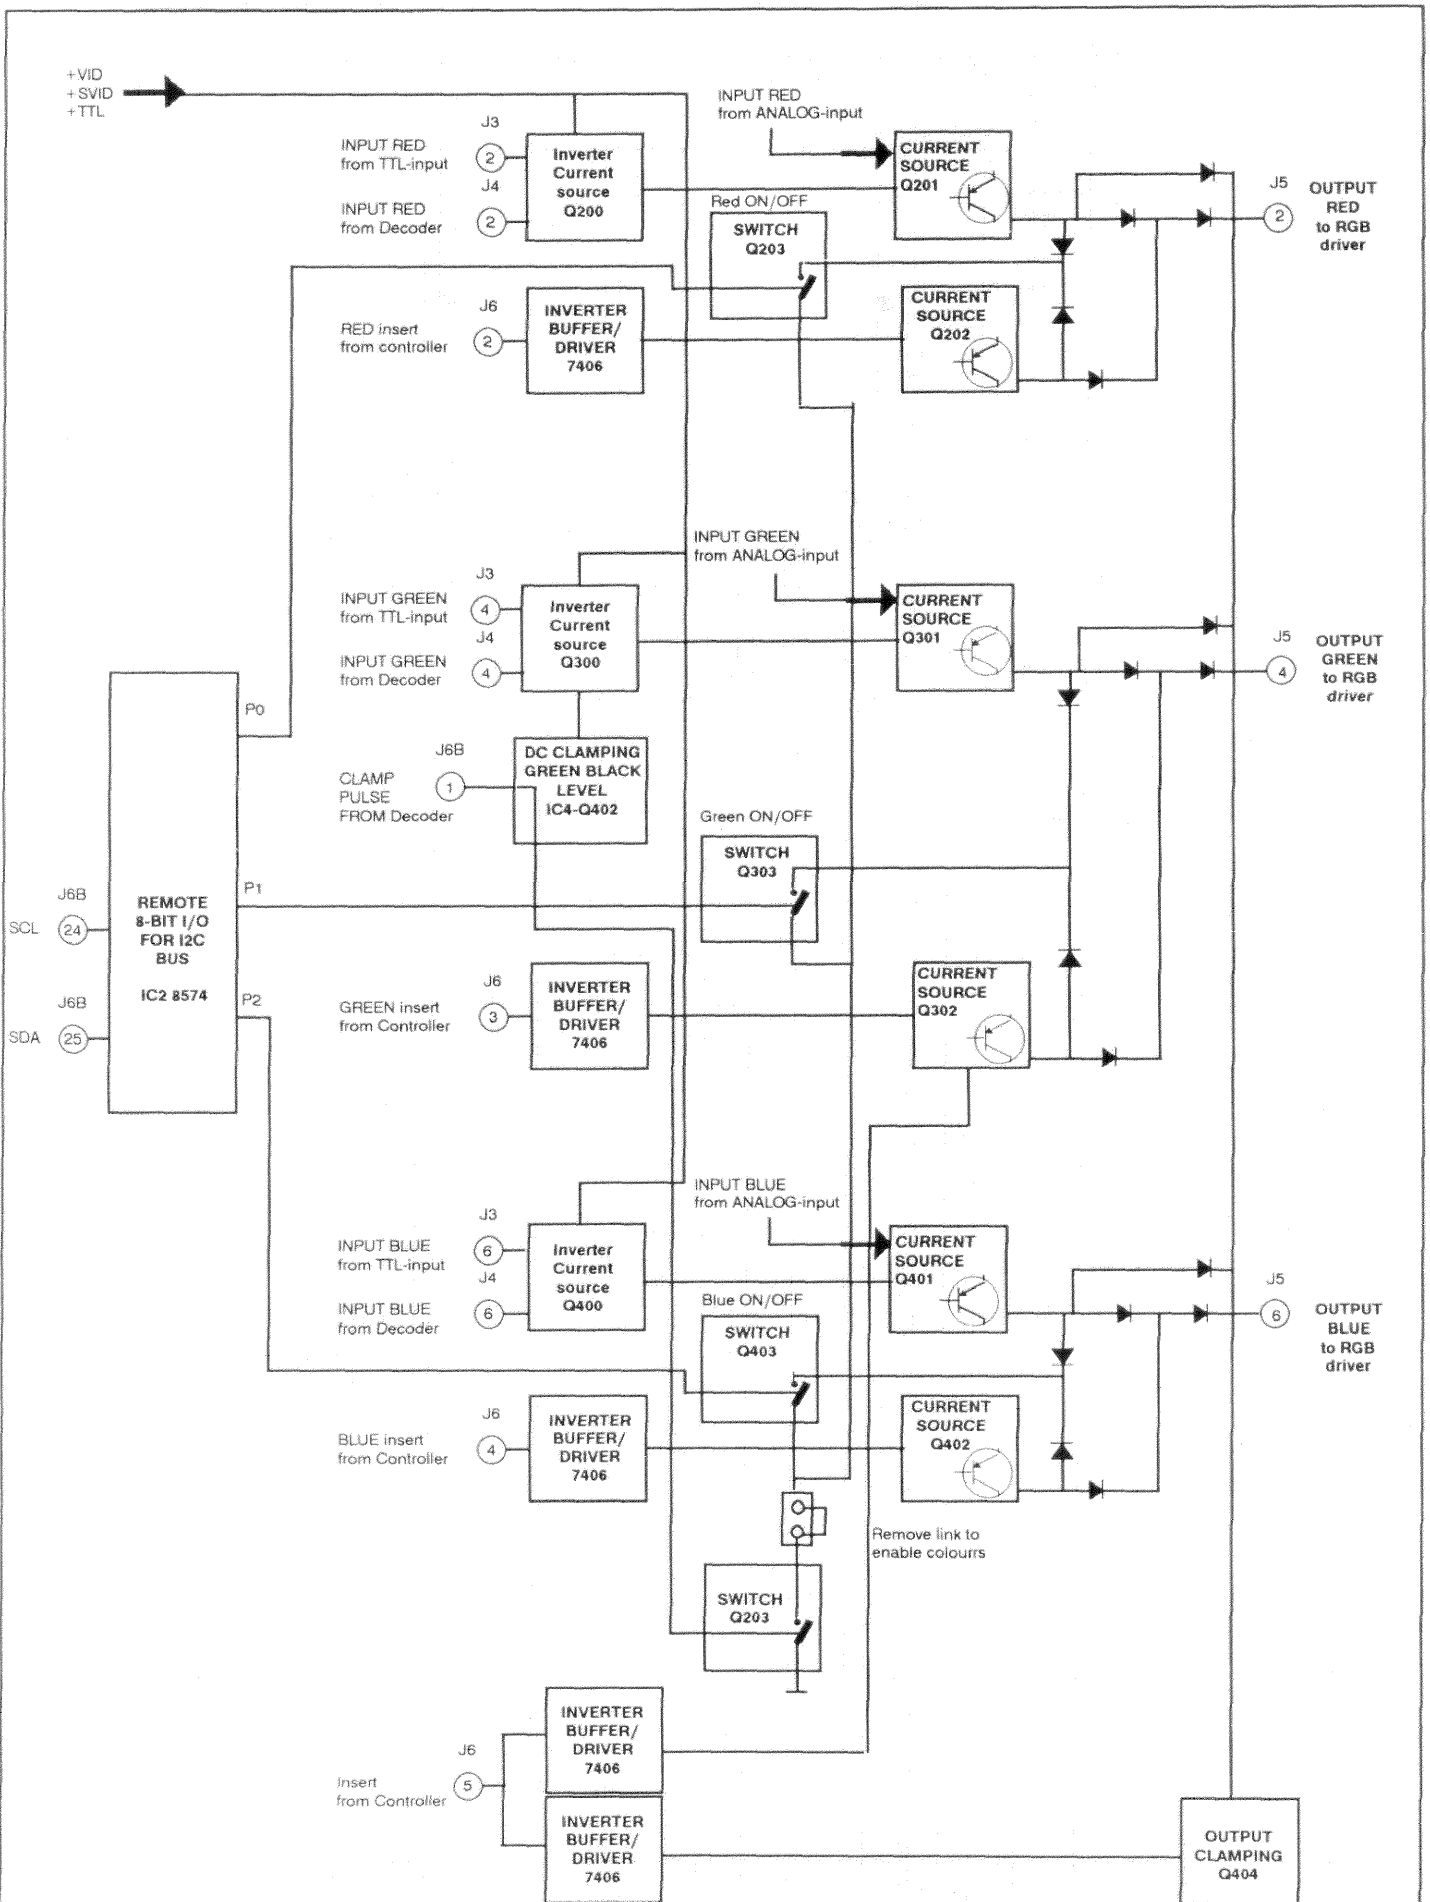 +VID
+SVID
+TTL
INPUT RED
from ANALOG-input
J3
INPUT RED
from TTL-input
2
J4
INPUT RED
from Decoder
2
Inverter
Current
source
Q200
CURRENT
SOURCE
Q201
Red ON/OFF
SWITCH
Q203
J5
2
OUTPUT
RED
to RGB
driver
J6
RED insert
from controller
2
INVERTER
BUFFER/
DRIVER
7406
CURRENT
SOURCE
Q202
INPUT GREEN
from ANALOG-input
J3
INPUT GREEN
from TTL-input
4
J4
INPUT GREEN
from Decoder
4
Inverter
Current
source
Q300
CURRENT
SOURCE
Q301
J5
4
OUTPUT
GREEN
to RGB
driver
P0
J6B
CLAMP
PULSE
FROM Decoder
1
DC CLAMPING
GREEN BLACK
LEVEL
IC4-Q402
Green ON/OFF
SWITCH
Q303
P1
J6B
SCL
24
REMOTE
8-BIT I/O
FOR I2C
BUS
IC2 8574
J6B
SDA
25
P2
J6
GREEN insert
from Controller
3
INVERTER
BUFFER/
DRIVER
7406
CURRENT
SOURCE
Q302
INPUT BLUE
from ANALOG-input
J3
INPUT BLUE
from TTL-input
6
J4
INPUT BLUE
from Decoder
6
Inverter
Current
source
Q400
CURRENT
SOURCE
Q401
Blue ON/OFF
SWITCH
Q403
J5
6
OUTPUT
BLUE
to RGB
driver
J6
BLUE insert
from Controller
4
INVERTER
BUFFER/
DRIVER
7406
CURRENT
SOURCE
Q402
Remove link to
enable colourrs
SWITCH
Q203
J6
Insert
from Controller
5
INVERTER
BUFFER/
DRIVER
7406
INVERTER
BUFFER/
DRIVER
7406
OUTPUT
CLAMPING
Q404